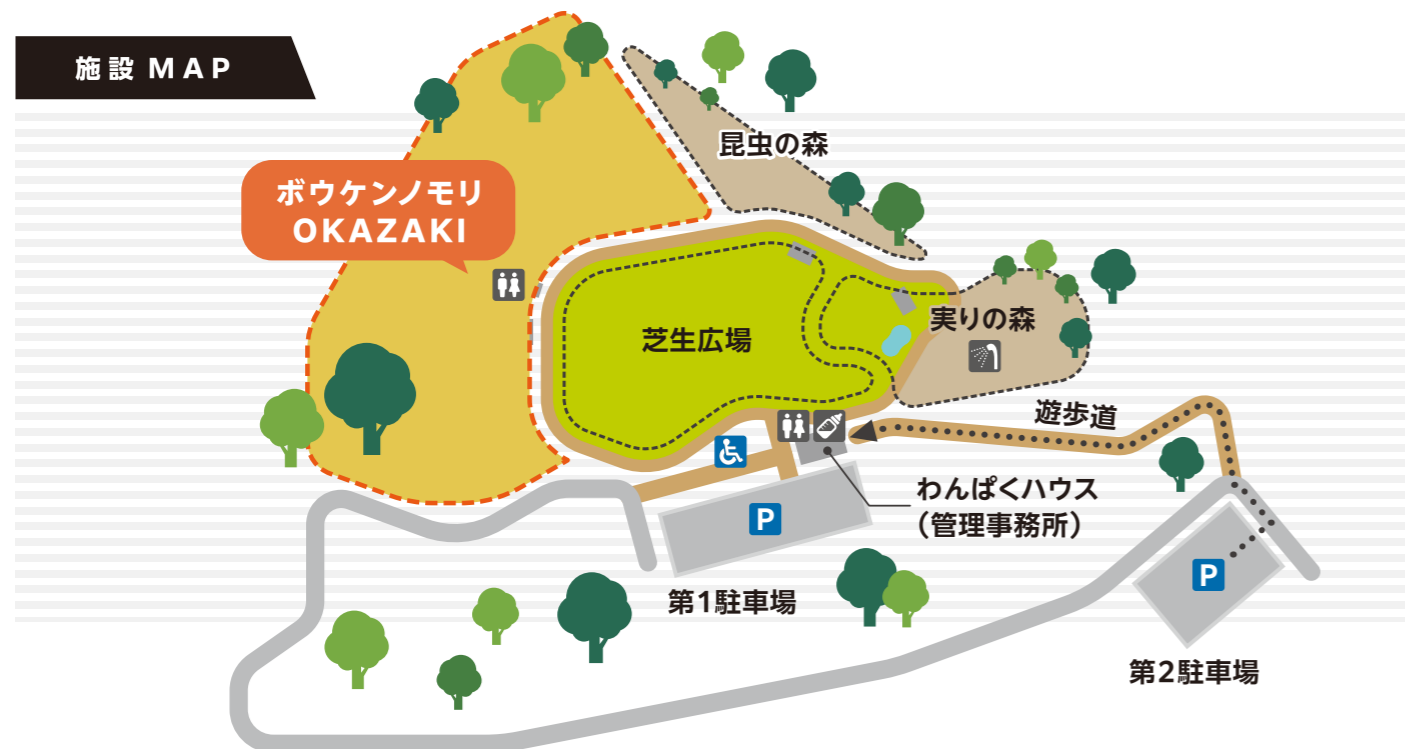 施設 MAP
昆虫の森
ボウケンノモリ
OKAZAKI
芝生広場
実りの森
遊歩道
わんぱくハウス
(管理事務所)
P
第1駐車場
P
第2駐車場